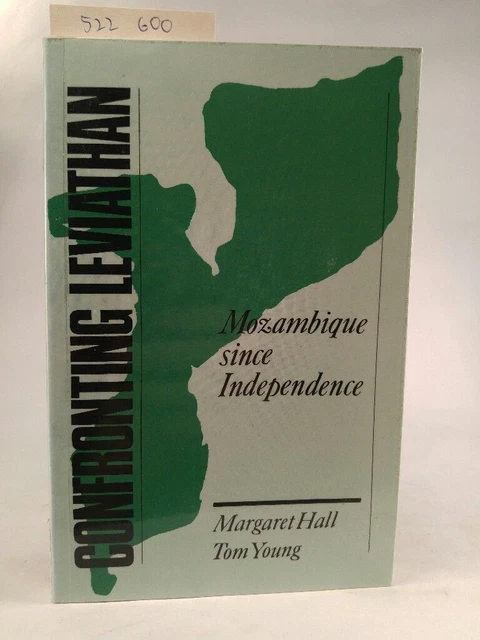 522 600
CONFRONTING LEVIATHAN
Mozambique
since
Independence
Margaret Hall
Tom Young